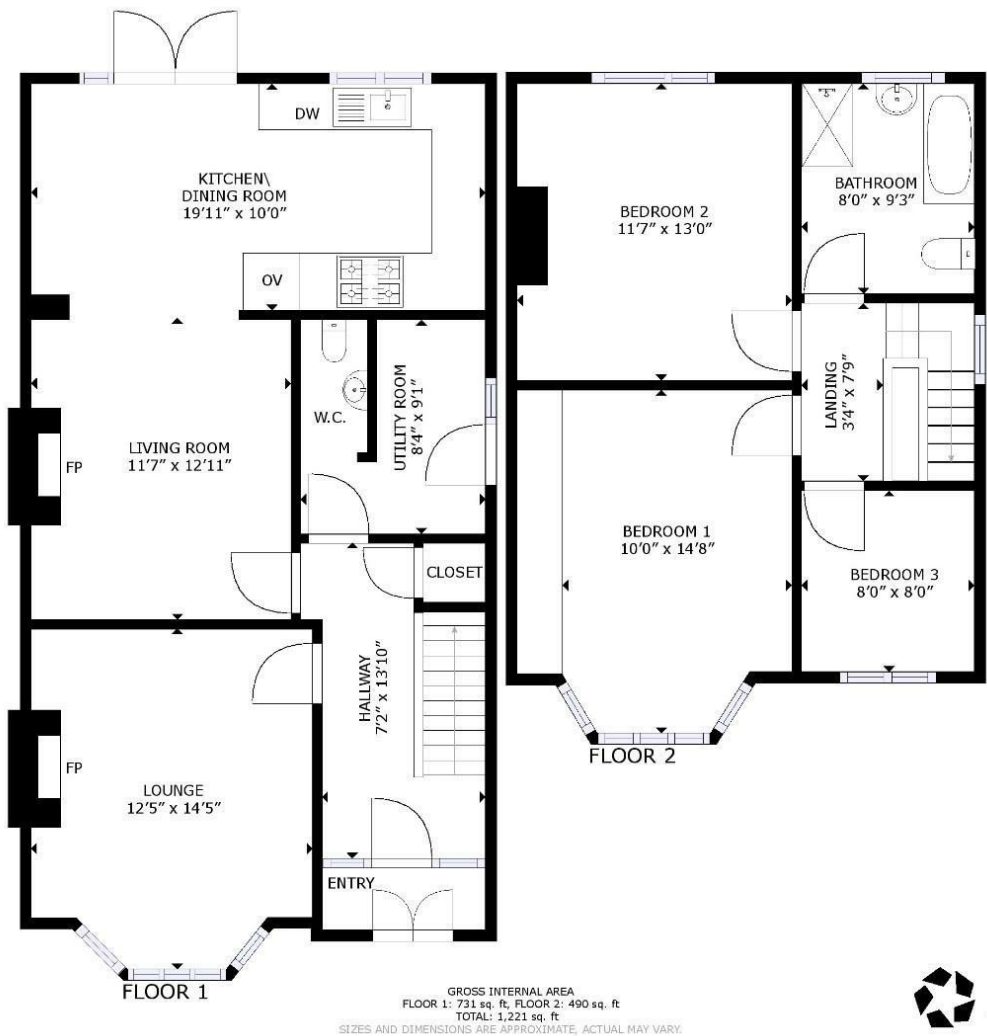 DW
KITCHEN\
DINING ROOM
19'11" x 10'0"
OV
LIVING ROOM
11'7" x 12'11"
FP
W.C.
UTILITY ROOM
8'4" x 9'1"
CLOSET
HALLWAY
7'2" x 13'10"
LOUNGE
12'5" x 14'5"
FP
ENTRY
FLOOR 1
BEDROOM 2
11'7" x 13'0"
BATHROOM
8'0" x 9'3"
LANDING
3'4" x 7'9"
BEDROOM 1
10'0" x 14'8"
BEDROOM 3
8'0" x 8'0"
FLOOR 2
GROSS INTERNAL AREA
FLOOR 1: 731 sq. ft, FLOOR 2: 490 sq. ft
TOTAL: 1,221 sq. ft
SIZES AND DIMENSIONS ARE APPROXIMATE, ACTUAL MAY VARY.